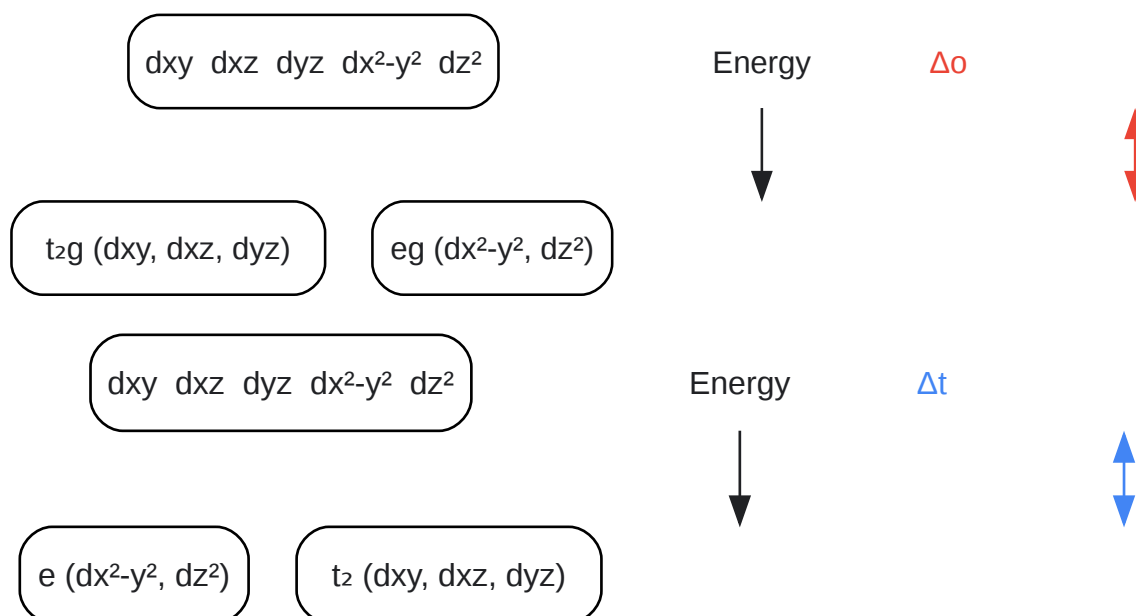 dxy dxz dyz dx²-y² dz² Energy Δo
t₂g (dxy, dxz, dyz) eg (dx²-y², dz²)
dxy dxz dyz dx²-y² dz² Energy Δt
e (dx²-y², dz²) t₂ (dxy, dxz, dyz)